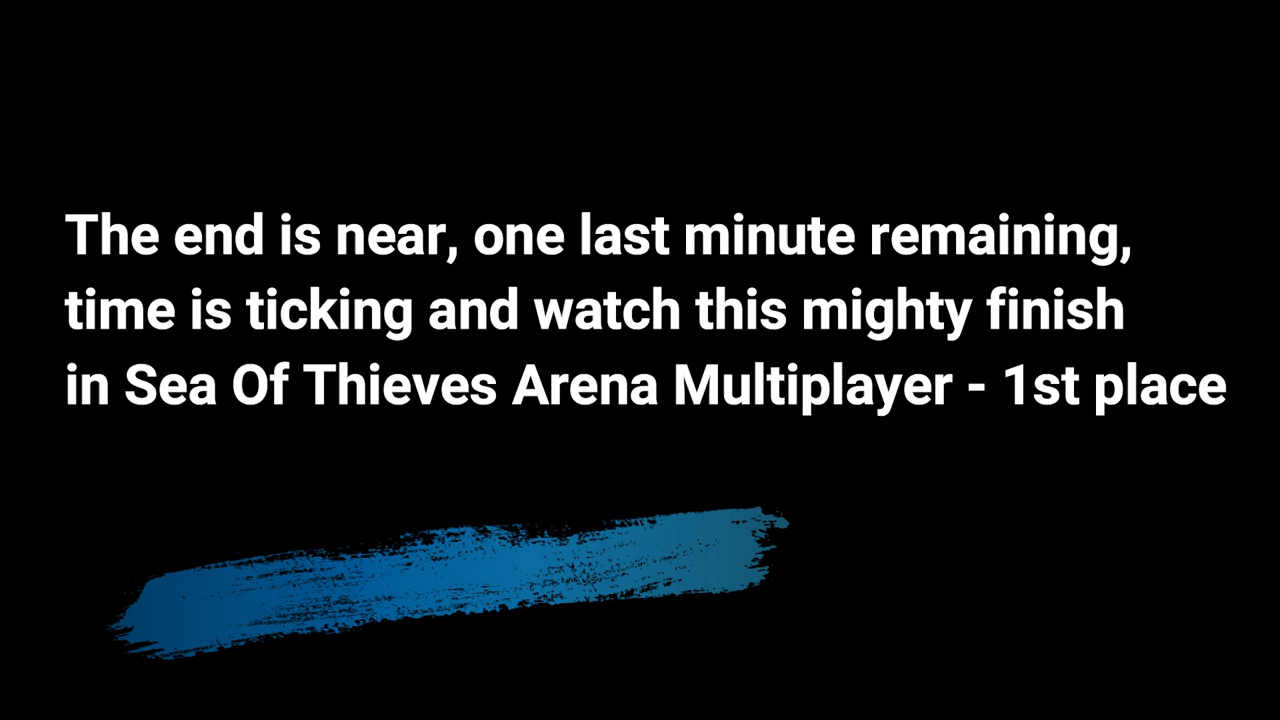 The end is near, one last minute remaining,
time is ticking and watch this mighty finish
in Sea Of Thieves Arena Multiplayer - 1st place